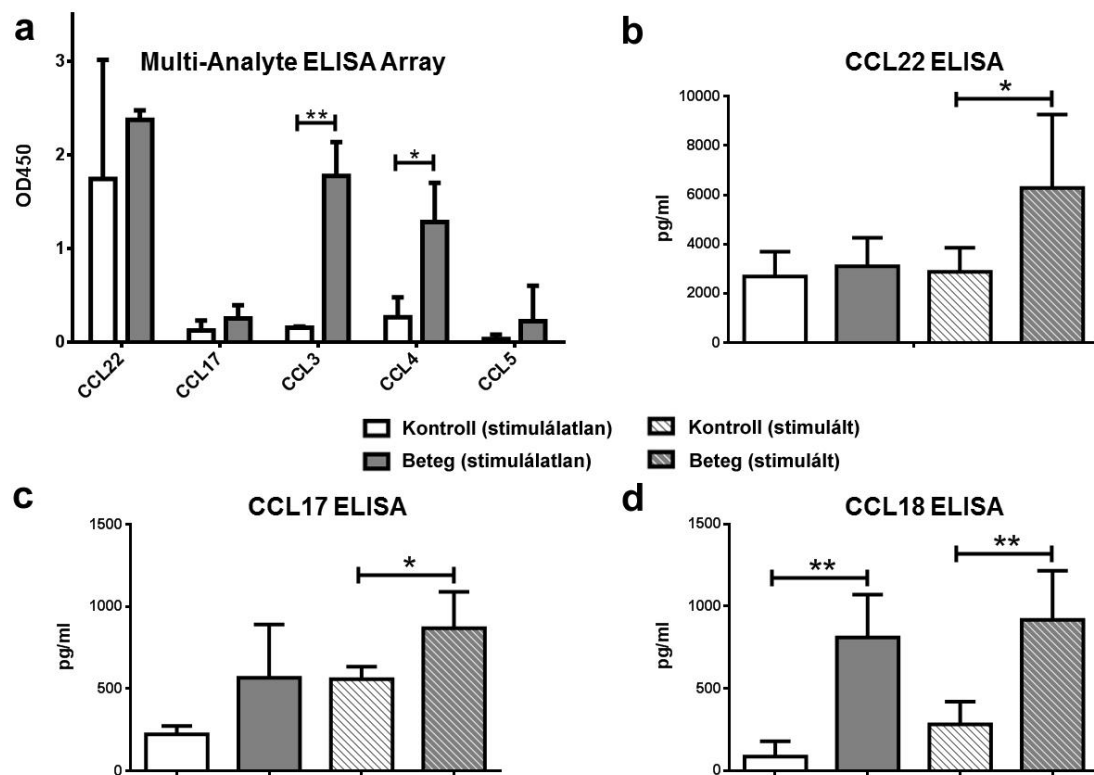 a
Multi-Analyte ELISA Array
OD450
3
2
1
0
**
*
CCL22
CCL17
CCL3
CCL4
CCL5
b
CCL22 ELISA
pg/ml
10000
8000
6000
4000
2000
0
*
Kontroll (stimulálatlan)
Kontroll (stimulált)
Beteg (stimulálatlan)
Beteg (stimulált)
c
CCL17 ELISA
pg/ml
1500
1000
500
0
*
d
CCL18 ELISA
pg/ml
1500
1000
500
0
**
**